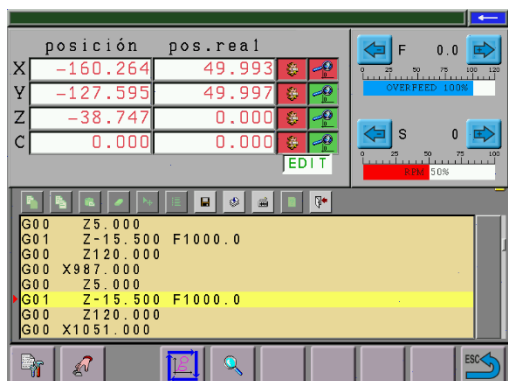 posición pos.real
X -160.264 49.993
Y -127.595 49.997
Z -38.747 0.000
C 0.000 0.000
EDIT
F 0.0
0 25 50 75 100 120
OVERFEED 100%
S 0
0 25 50 75 100
RPM 50%
G00 Z5.000
G01 Z-15.500 F1000.0
G00 Z120.000
G00 X987.000
G00 Z5.000
G01 Z-15.500 F1000.0
G00 Z120.000
G00 X1051.000
ESC